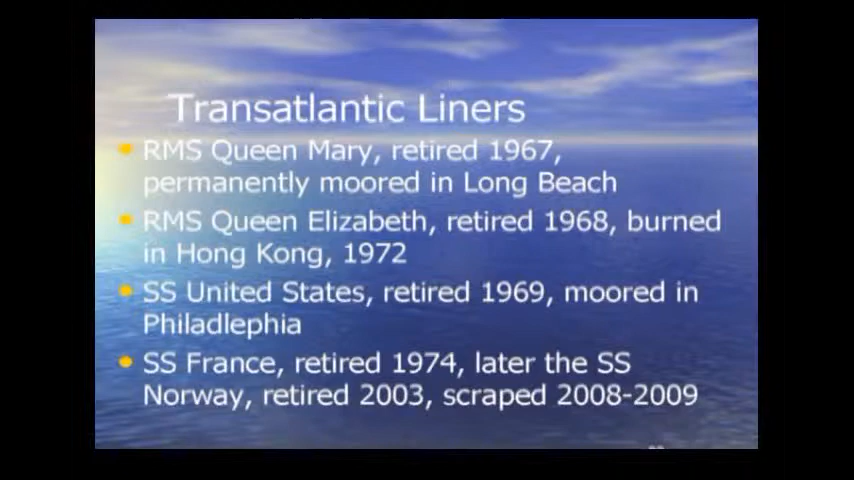 Transatlantic Liners
• RMS Queen Mary, retired 1967,
permanently moored in Long Beach
• RMS Queen Elizabeth, retired 1968, burned
in Hong Kong, 1972
• SS United States, retired 1969, moored in
Philadlephia
• SS France, retired 1974, later the SS
Norway, retired 2003, scraped 2008-2009